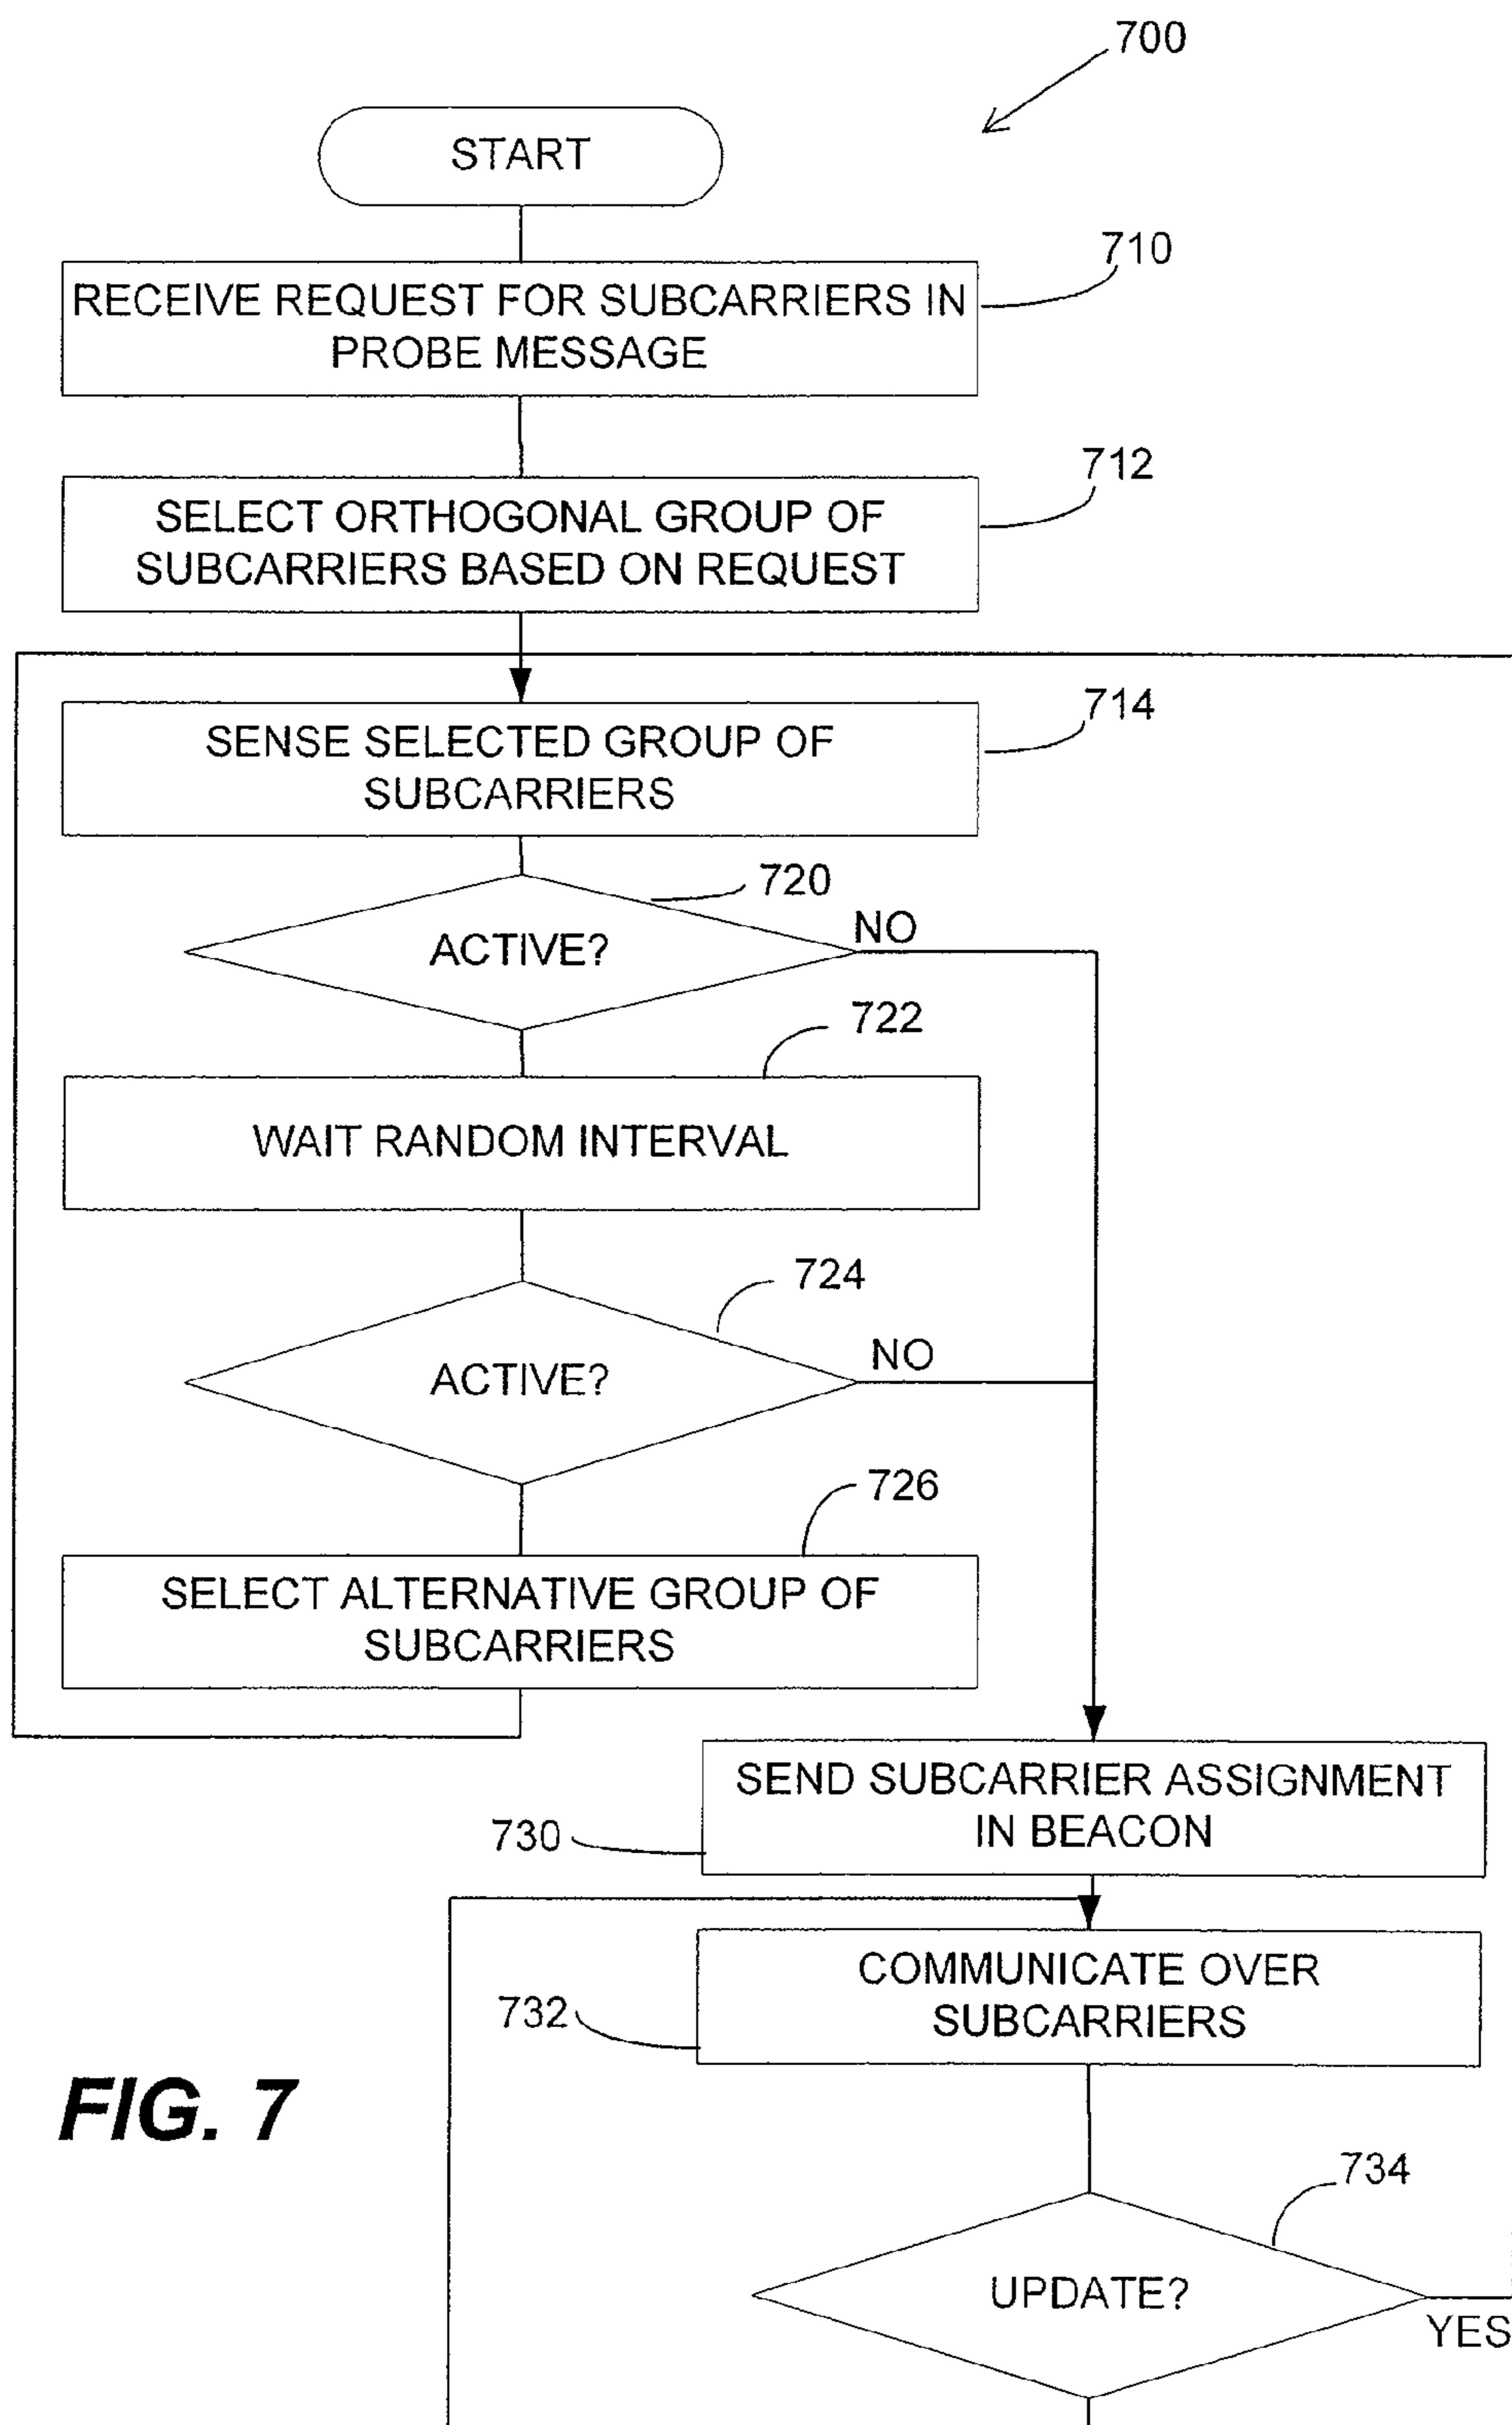 700
START
710
RECEIVE REQUEST FOR SUBCARRIERS IN
PROBE MESSAGE
712
SELECT ORTHOGONAL GROUP OF
SUBCARRIERS BASED ON REQUEST
714
SENSE SELECTED GROUP OF
SUBCARRIERS
720
ACTIVE?
NO
722
WAIT RANDOM INTERVAL
724
ACTIVE?
NO
726
SELECT ALTERNATIVE GROUP OF
SUBCARRIERS
730
SEND SUBCARRIER ASSIGNMENT
IN BEACON
732
COMMUNICATE OVER
SUBCARRIERS
FIG. 7
734
UPDATE?
YES